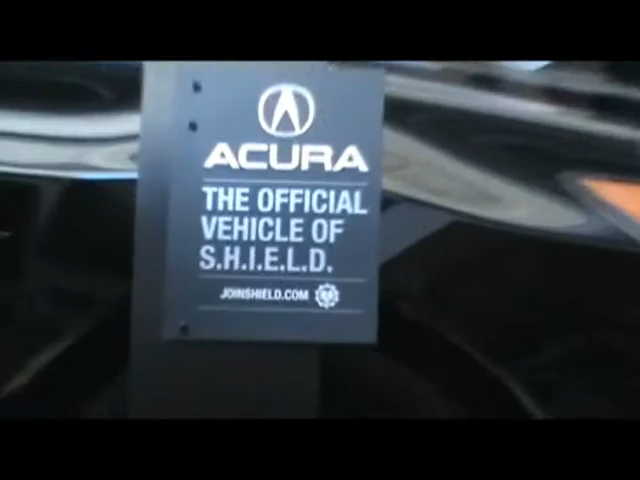 ACURA
THE OFFICIAL
VEHICLE OF
S.H.I.E.L.D.
JOINSHIELD.COM